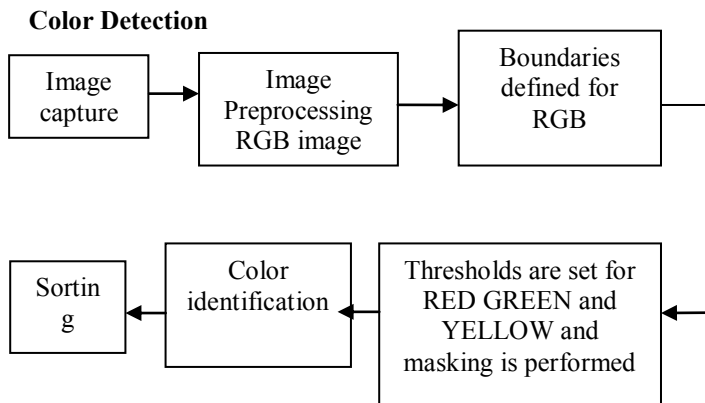 Color Detection
Image
capture
Image
Preprocessing
RGB image
Boundaries
defined for
RGB
Thresholds are set for
RED GREEN and
YELLOW and
masking is performed
Color
identification
Sortin
g